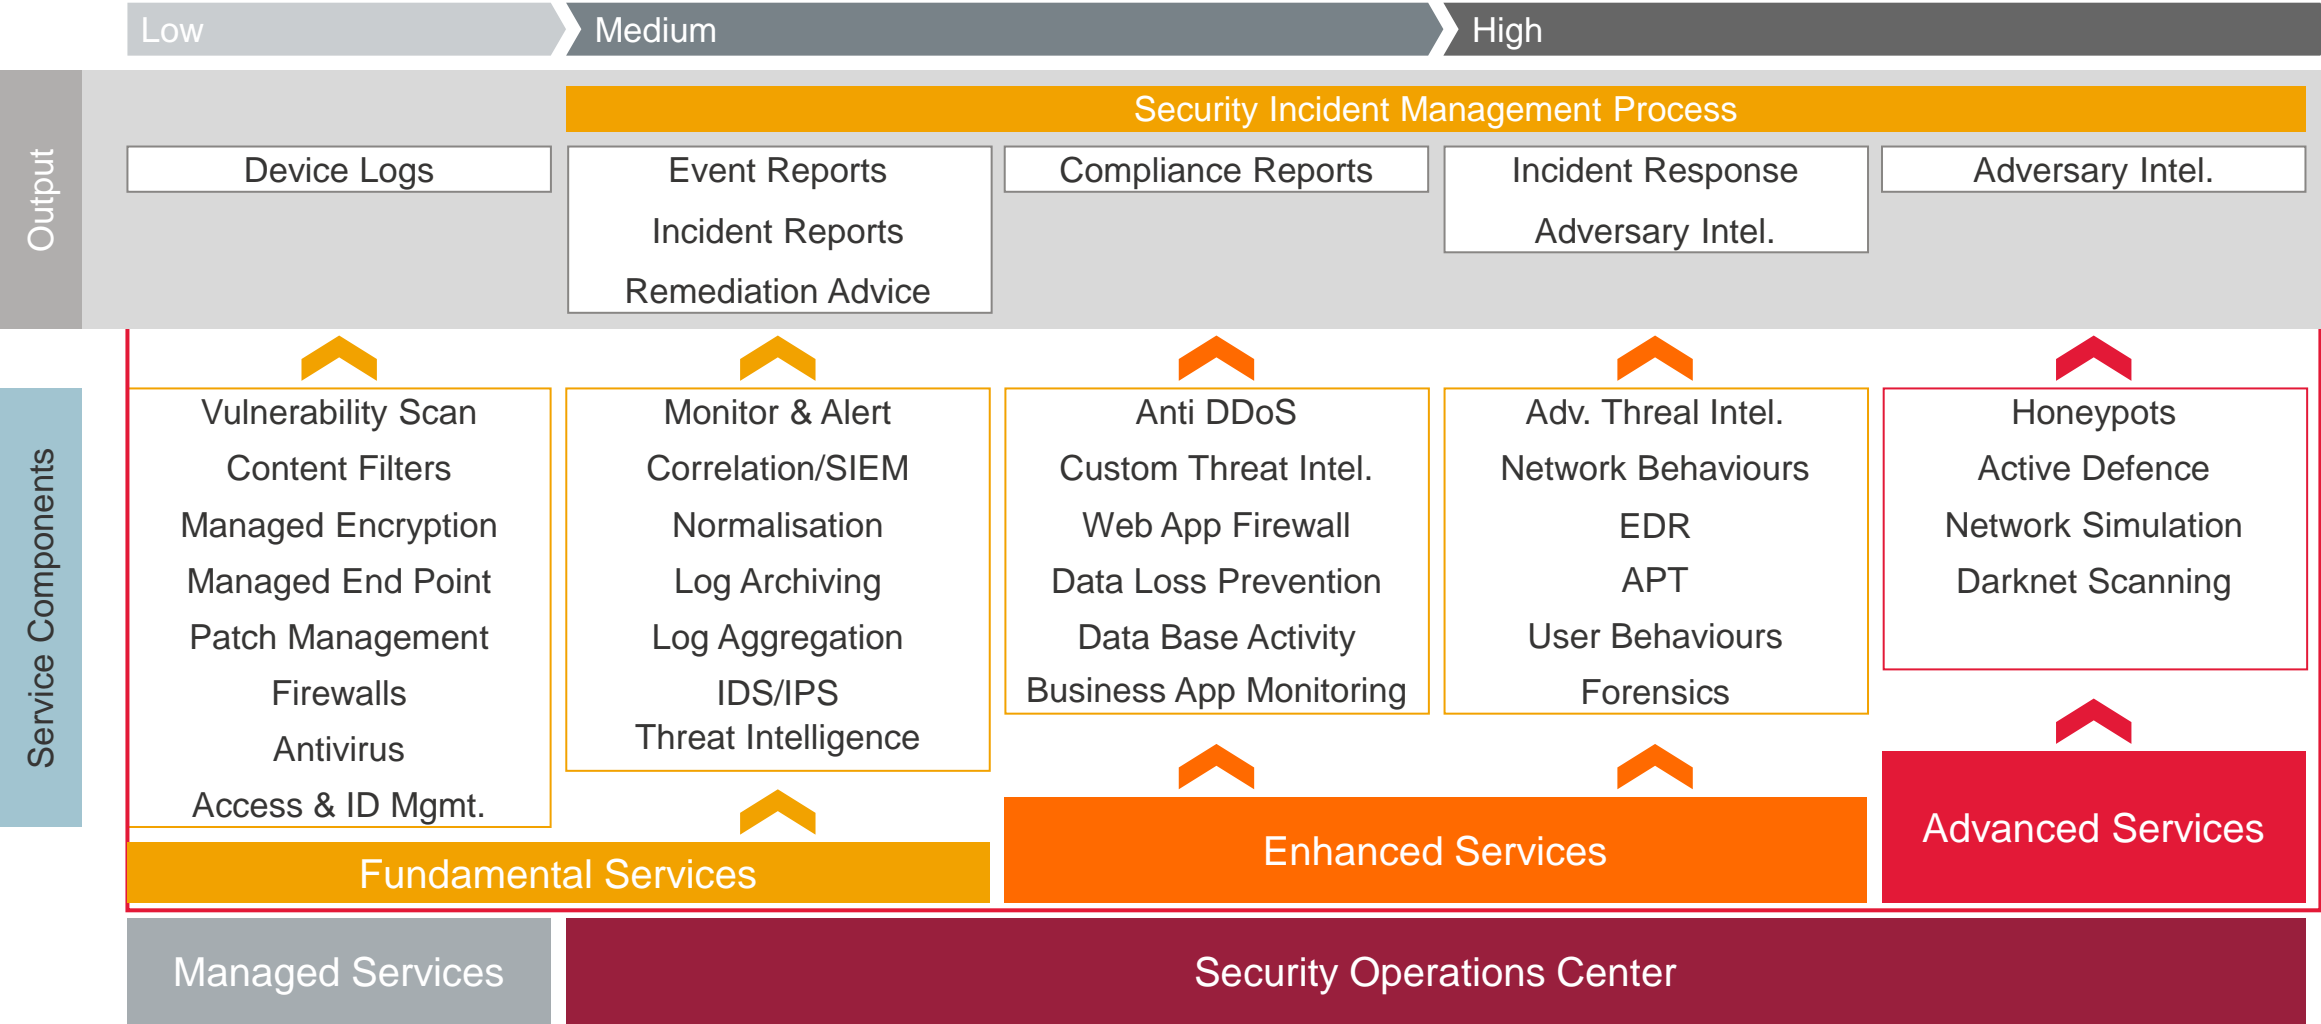 Low
Medium
High
Output
Security Incident Management Process
Device Logs
Event Reports
Incident Reports
Remediation Advice
Compliance Reports
Incident Response
Adversary Intel.
Adversary Intel.
Service Components
Vulnerability Scan
Content Filters
Managed Encryption
Managed End Point
Patch Management
Firewalls
Antivirus
Access & ID Mgmt.
Monitor & Alert
Correlation/SIEM
Normalisation
Log Archiving
Log Aggregation
IDS/IPS
Threat Intelligence
Anti DDoS
Custom Threat Intel.
Web App Firewall
Data Loss Prevention
Data Base Activity
Business App Monitoring
Adv. Threal Intel.
Network Behaviours
EDR
APT
User Behaviours
Forensics
Honeypots
Active Defence
Network Simulation
Darknet Scanning
Fundamental Services
Enhanced Services
Advanced Services
Managed Services
Security Operations Center